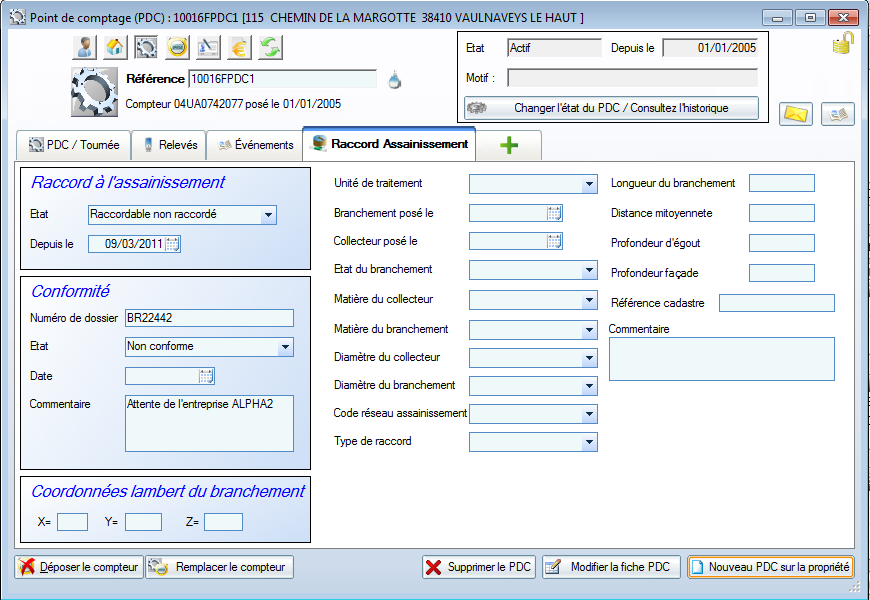 Point de comptage (PDC) : 10016FPDC1 [115 CHEMIN DE LA MARGOTTE 38410 VAULNAVEYS LE HAUT ]
Référence 10016FPDC1
Compteur 04UA0742077 posé le 01/01/2005
Etat Actif Depuis le 01/01/2005
Motif :
Changer l'état du PDC / Consultez l'historique
PDC / Tournée Relevés Événements Raccord Assainissement
Raccord à l'assainissement
Etat Raccordable non raccordé
Depuis le 09/03/2011
Conformité
Numéro de dossier BR22442
Etat Non conforme
Date
Commentaire Attente de l'entreprise ALPHA2
Coordonnées lambert du branchement
X= Y= Z=
Unité de traitement
Branchement posé le
Collecteur posé le
Etat du branchement
Matière du collecteur
Matière du branchement
Diamètre du collecteur
Diamètre du branchement
Code réseau assainissement
Type de raccord
Longueur du branchement
Distance mitoyennete
Profondeur d'égout
Profondeur façade
Référence cadastre
Commentaire
Déposer le compteur Remplacer le compteur Supprimer le PDC Modifier la fiche PDC Nouveau PDC sur la propriété